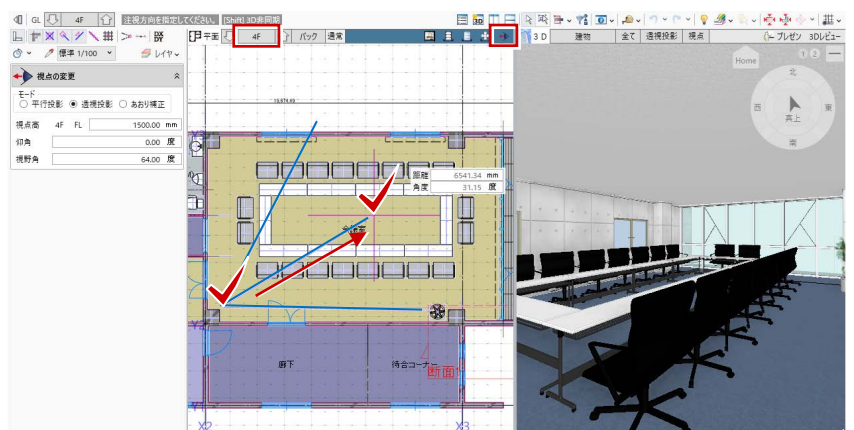 GL 4F 注視方向を指定してください。 [Shift] 3D非同期
標準 1/100 レイヤ
視点の変更
モード
平行投影 透視投影 あおり補正
視点高 4F FL 1500.00 mm
仰角 0.00 度
視野角 64.00 度
平面 4F バック 通常
距離 6541.34 mm
角度 31.15 度
会議室
廊下 待合コーナー
断面
X2 X3
3D 建物 全て 透視投影 視点 プレゼン 3Dレビュー
Home 1 2
北
西 真上 東
南